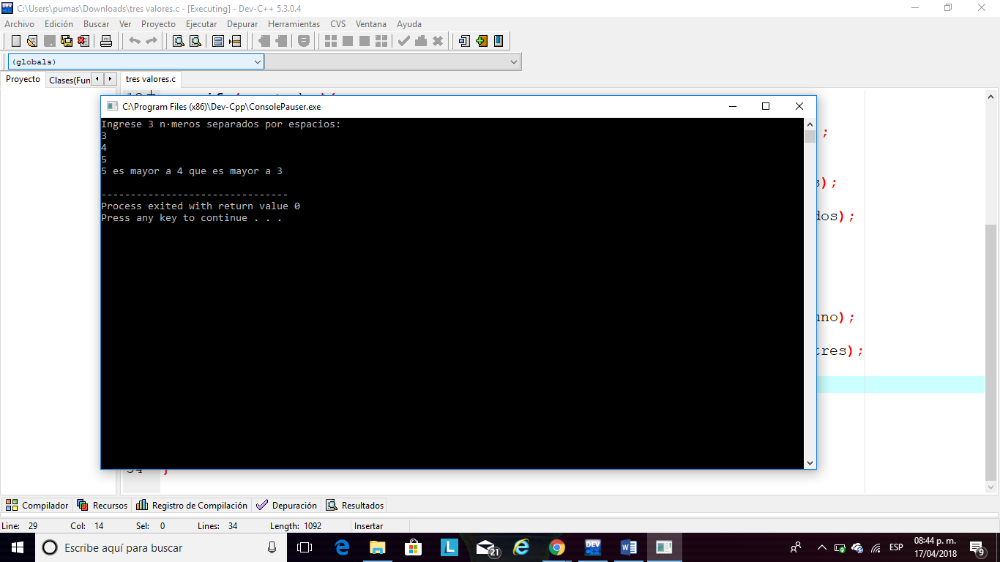 C:\Users\pumas\Downloads\tres valores.c - [Executing] - Dev-C++ 5.3.0.4
Archivo Edición Buscar Ver Proyecto Ejecutar Depurar Herramientas CVS Ventana Ayuda
(globals)
Proyecto Clases(Fun tres valores.c
C:\Program Files (x86)\Dev-Cpp\ConsolePauser.exe
Ingrese 3 n·meros separados por espacios:
3
4
5
5 es mayor a 4 que es mayor a 3
--------------------------------
Process exited with return value 0
Press any key to continue . . .
;
);
dos);
uno);
tres);
}
Compilador Recursos Registro de Compilación Depuración Resultados
Line: 29 Col: 14 Sel: 0 Lines: 34 Length: 1092 Insertar
Escribe aquí para buscar
L
21
DEV
ESP
08:44 p. m.
17/04/2018
9